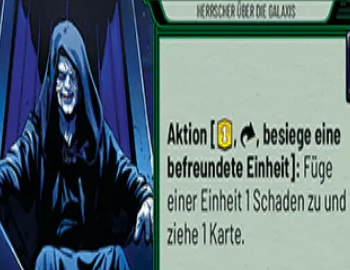 HERRSCHER ÜBER DIE GALAXIS
Aktion [1, , besiege eine
befreundete Einheit]: Füge
einer Einheit 1 Schaden zu und
ziehe 1 Karte.